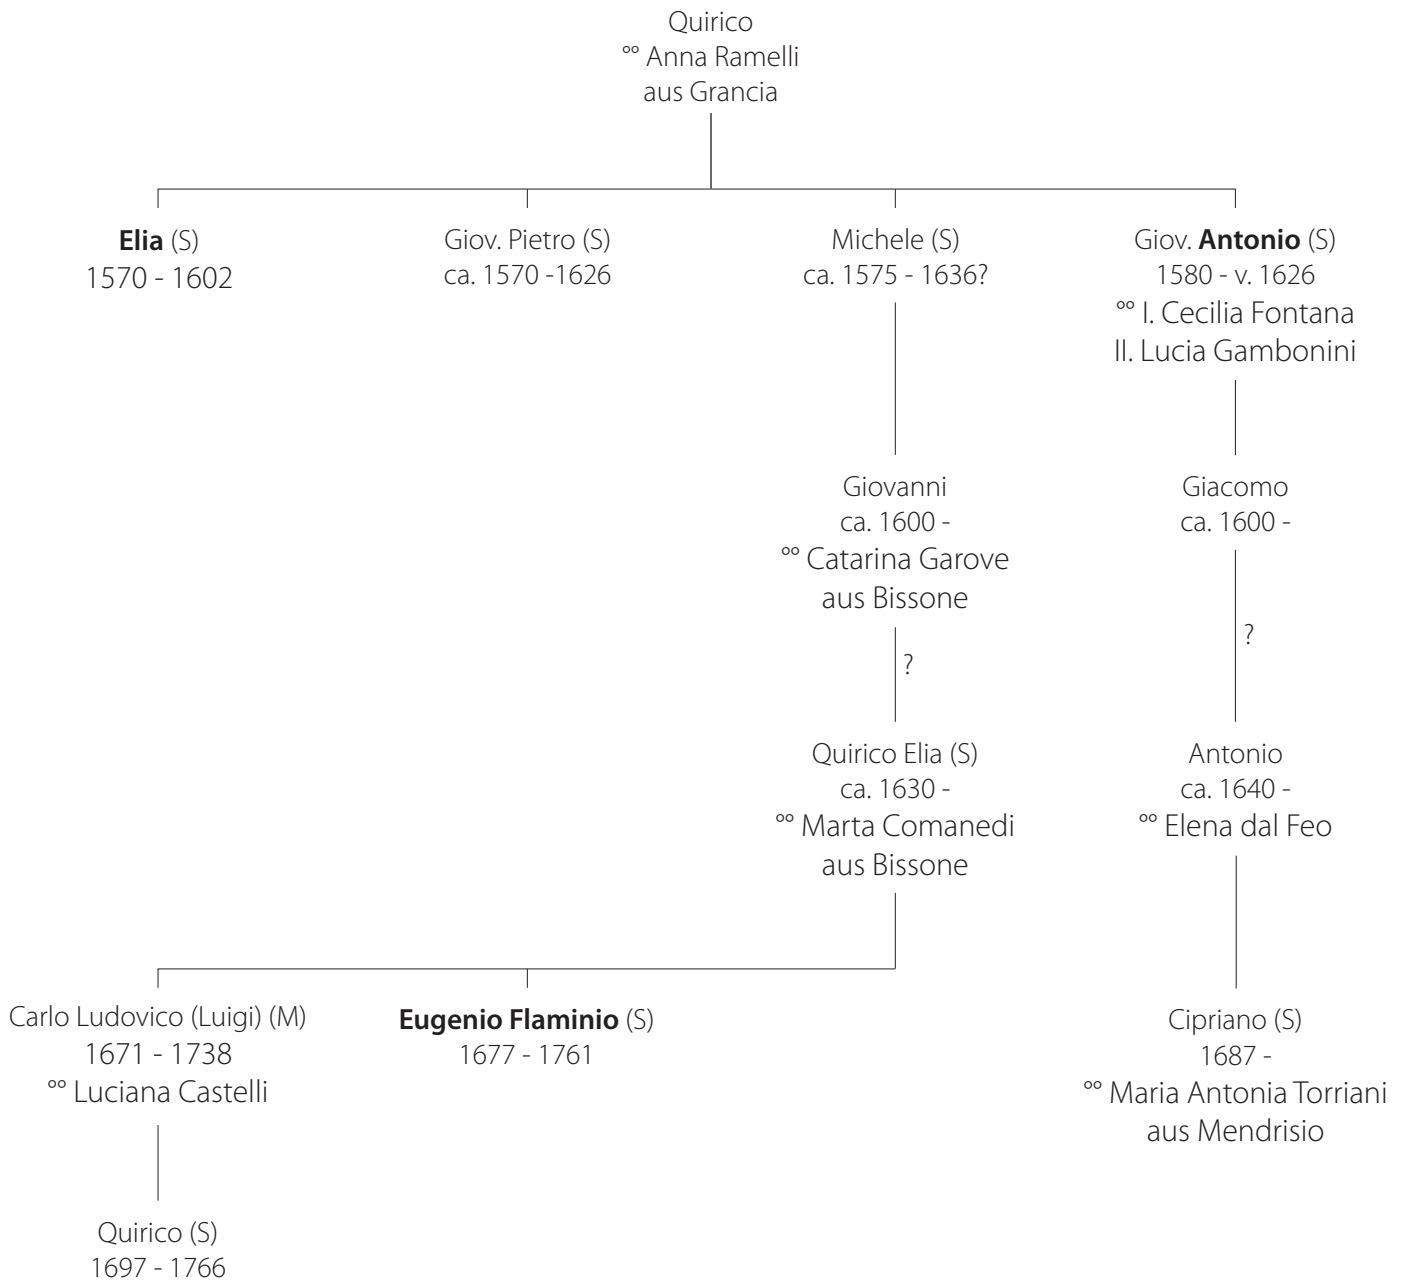 Quirico
°° Anna Ramelli
aus Grancia
Elia (S)
1570 - 1602
Giov. Pietro (S)
ca. 1570 -1626
Michele (S)
ca. 1575 - 1636?
Giov. Antonio (S)
1580 - v. 1626
°° I. Cecilia Fontana
II. Lucia Gambonini
Giovanni
ca. 1600 -
°° Catarina Garove
aus Bissone
Giacomo
ca. 1600 -
?
?
Quirico Elia (S)
ca. 1630 -
°° Marta Comanedi
aus Bissone
Antonio
ca. 1640 -
°° Elena dal Feo
Carlo Ludovico (Luigi) (M)
1671 - 1738
°° Luciana Castelli
Eugenio Flaminio (S)
1677 - 1761
Cipriano (S)
1687 -
°° Maria Antonia Torriani
aus Mendrisio
Quirico (S)
1697 - 1766